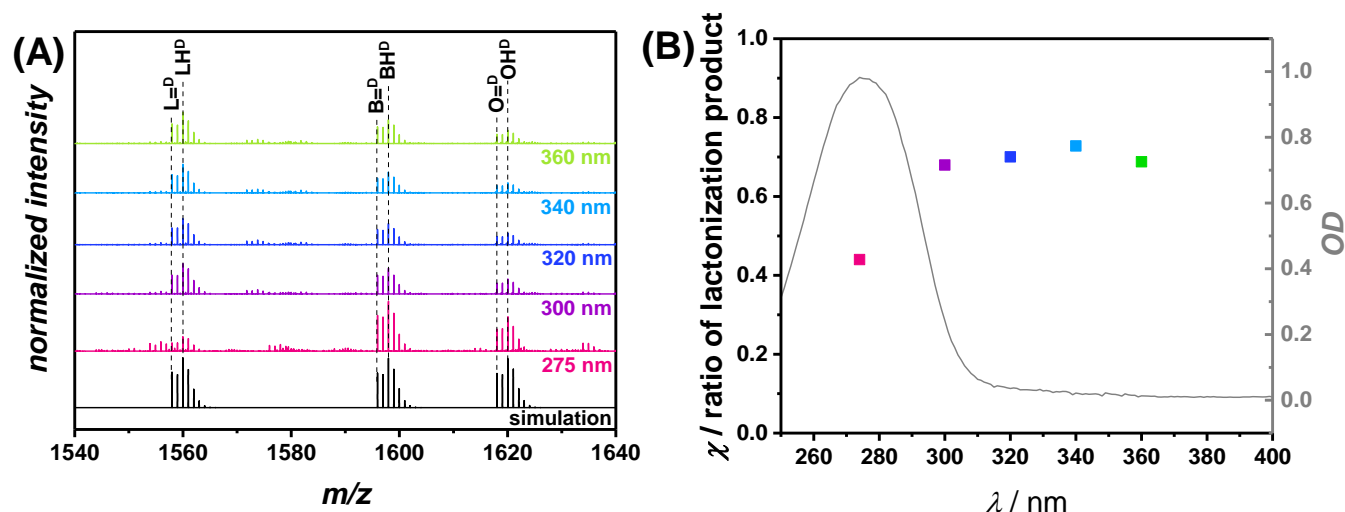 (A)
L=ᴰ
LHᴰ
B=ᴰ
BHᴰ
O=ᴰ
OHᴰ
normalized intensity
360 nm
340 nm
320 nm
300 nm
275 nm
simulation
1540 1560 1580 1600 1620 1640
m/z
(B)
χ / ratio of lactonization product
1.0
0.8
0.6
0.4
0.2
0.0
260 280 300 320 340 360 380 400
λ / nm
1.0
0.8
0.6
0.4
0.2
0.0
OD